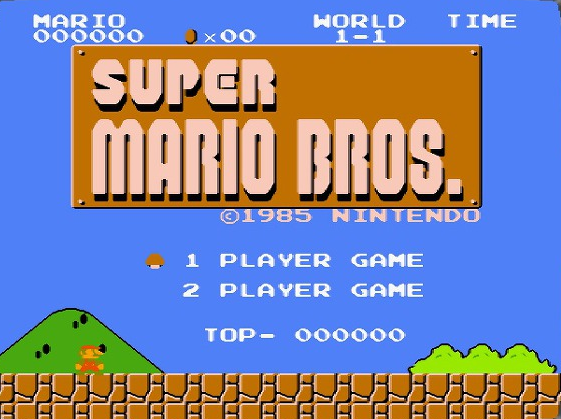 MARIO WORLD TIME
000000 ×00 1-1
SUPER
MARIO BROS.
©1985 NINTENDO
1 PLAYER GAME
2 PLAYER GAME
TOP- 000000